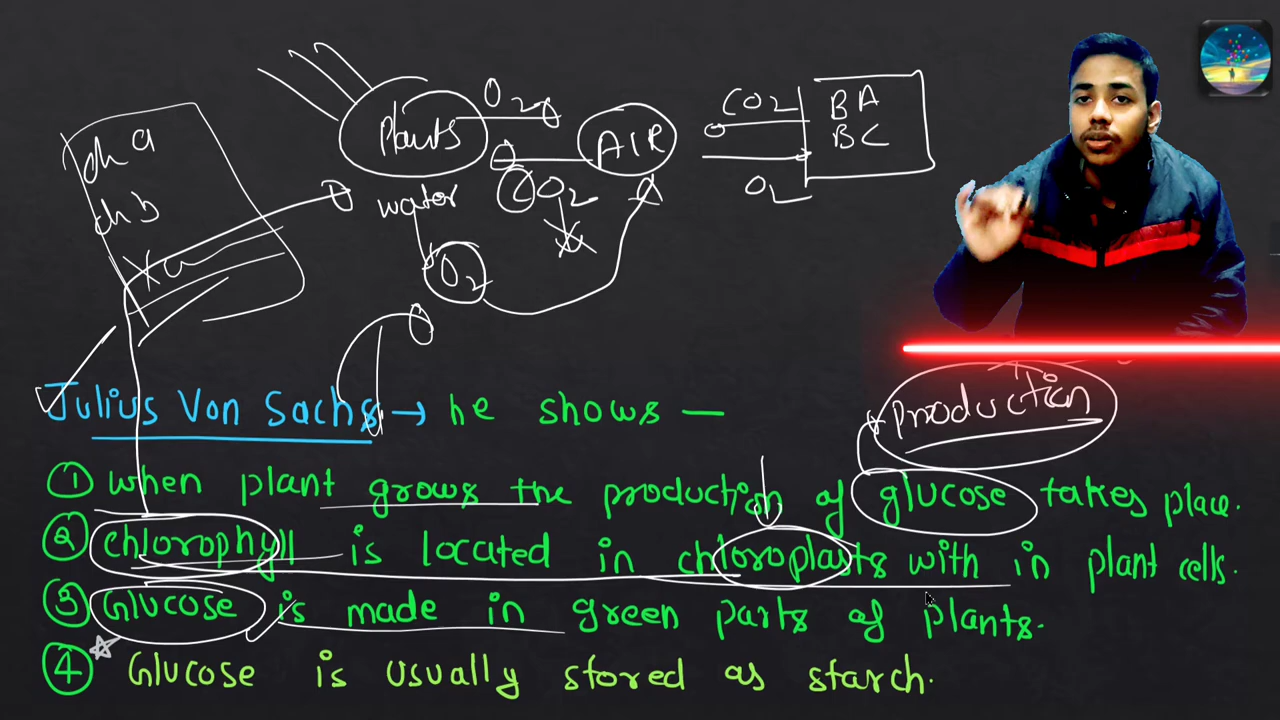 ch a
ch b
Plants
O2
AIR
CO2
BA
BC
CO2
O2
water
O2
Julius Von Sachs → he shows —
production
① when plant grows the production of glucose takes place.
② chlorophyll is located in chloroplasts with in plant cells.
③ Glucose is made in green parts of plants.
④ Glucose is usually stored as starch.